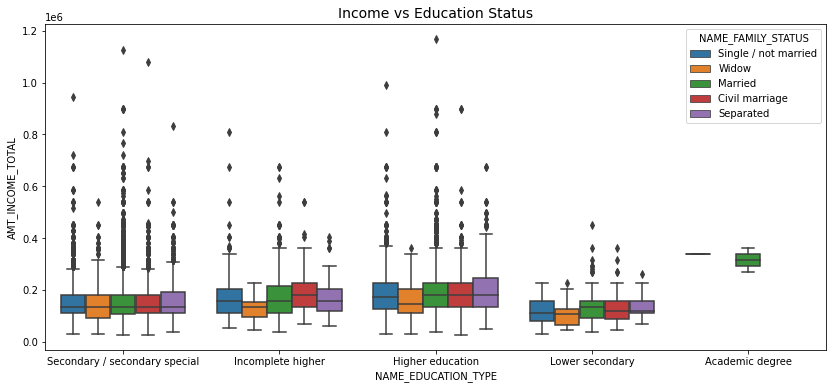 Income vs Education Status
1e6
1.2
1.0
0.8
0.6
0.4
0.2
0.0
AMT_INCOME_TOTAL
NAME_FAMILY_STATUS
Single / not married
Widow
Married
Civil marriage
Separated
Secondary / secondary special
Incomplete higher
Higher education
Lower secondary
Academic degree
NAME_EDUCATION_TYPE